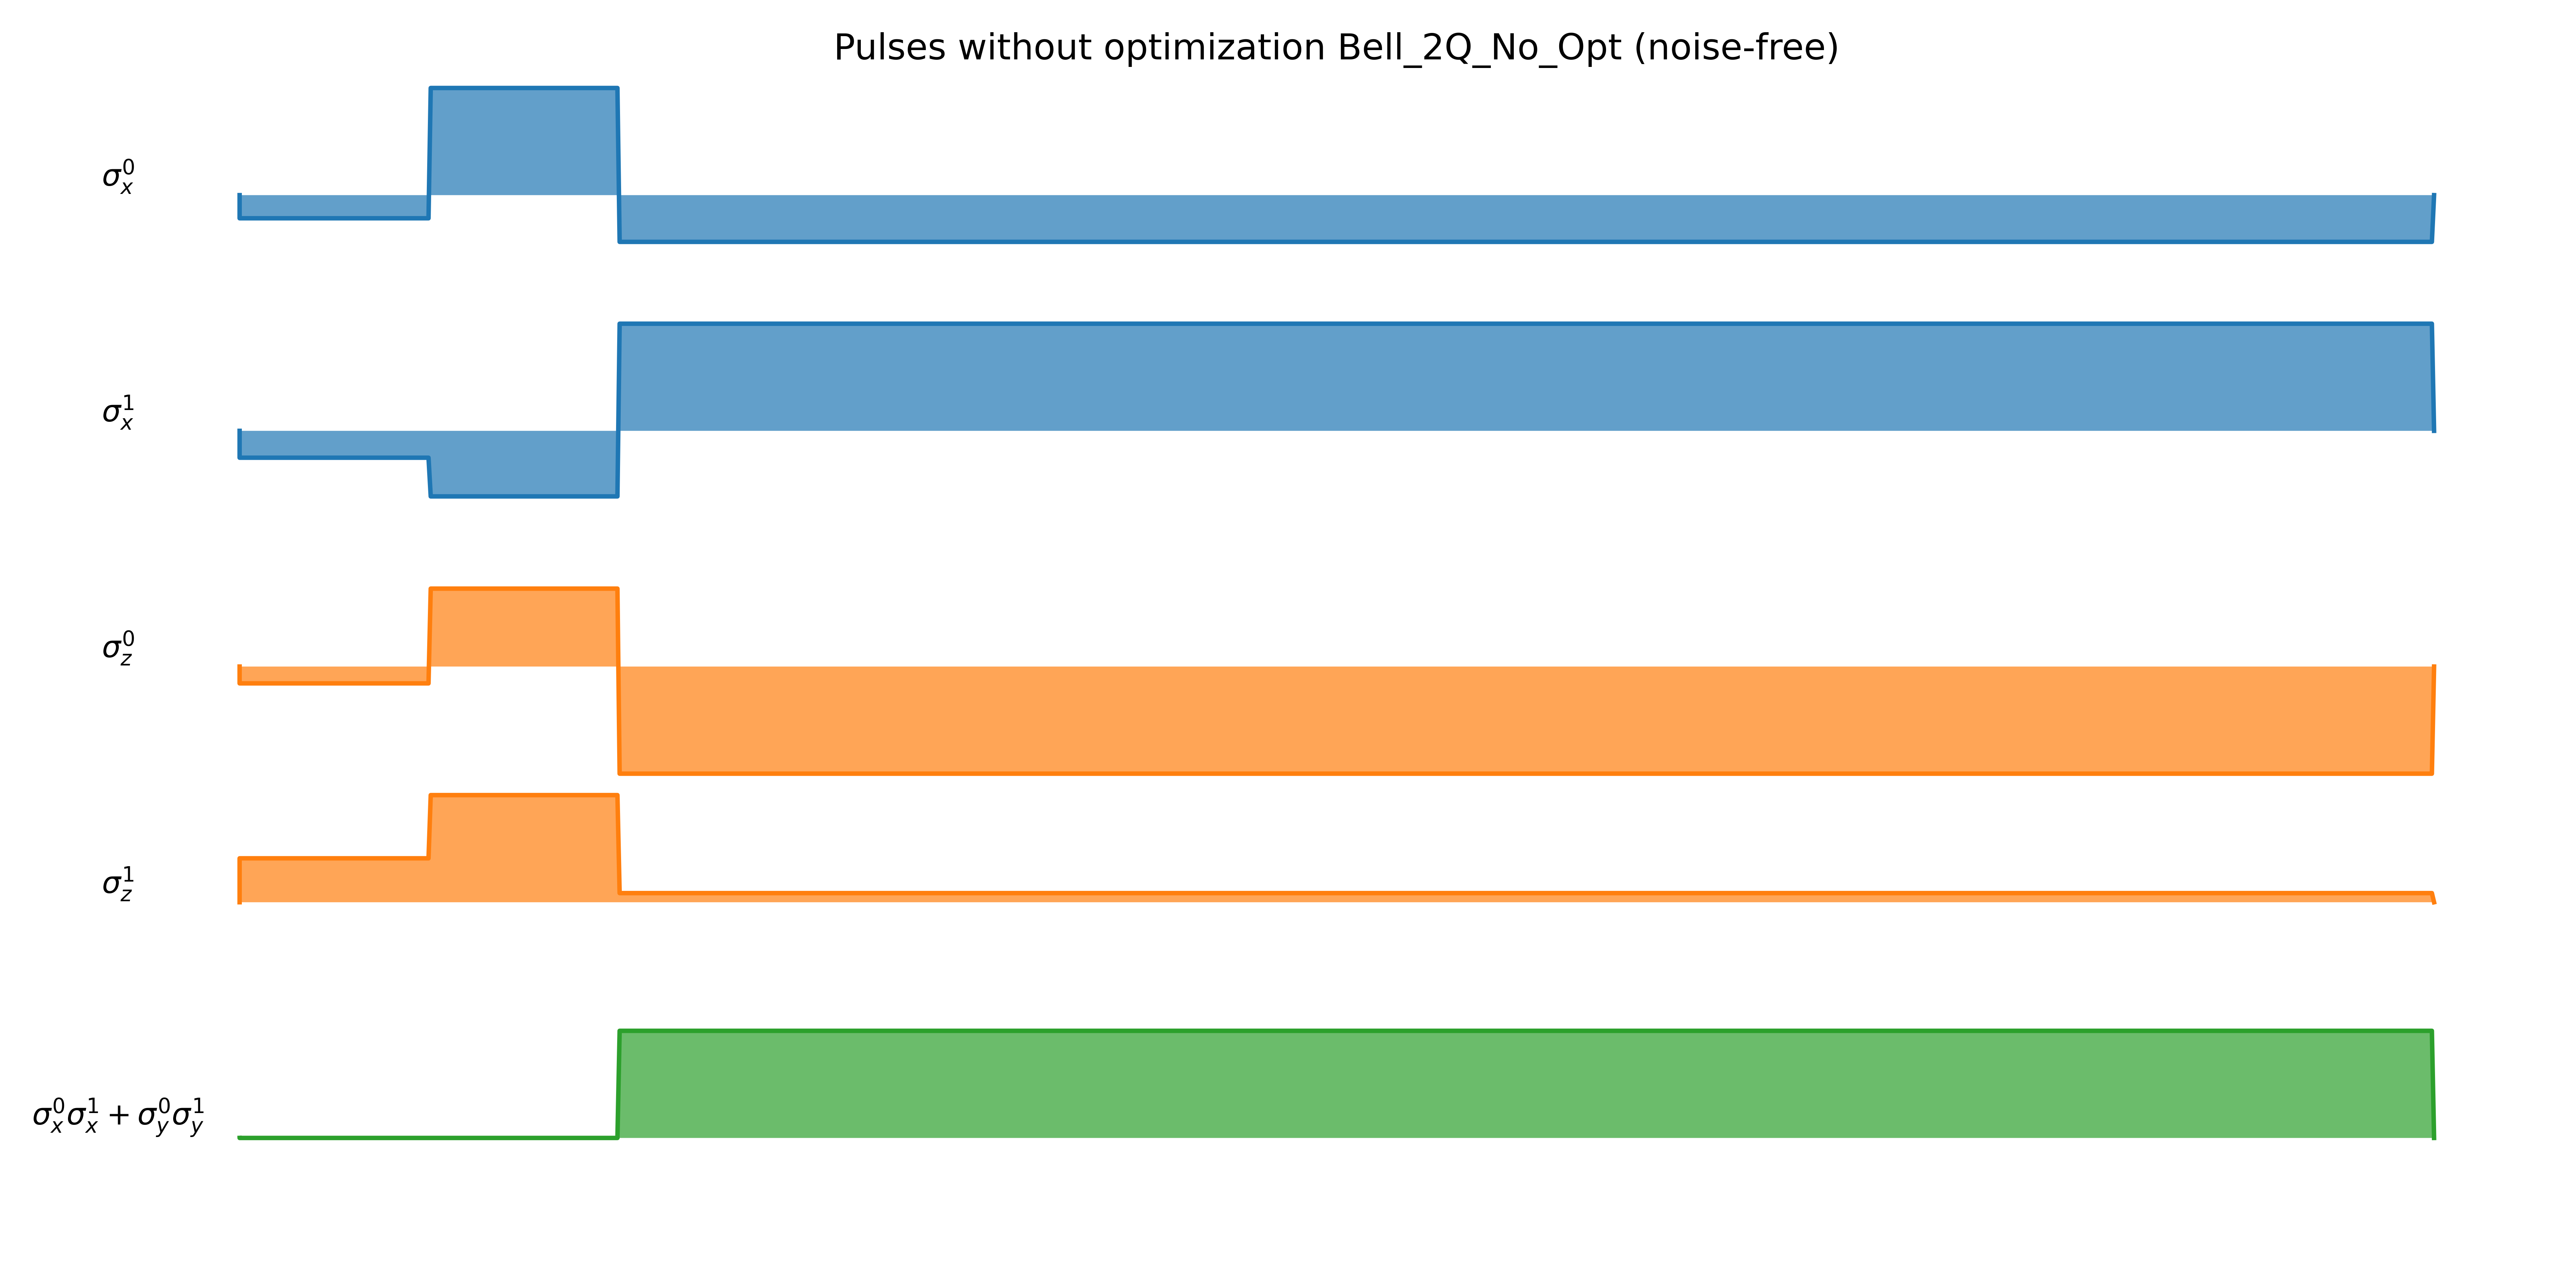 Pulses without optimization Bell_2Q_No_Opt (noise-free)
σ_x^0
σ_x^1
σ_z^0
σ_z^1
σ_x^0σ_x^1 + σ_y^0σ_y^1